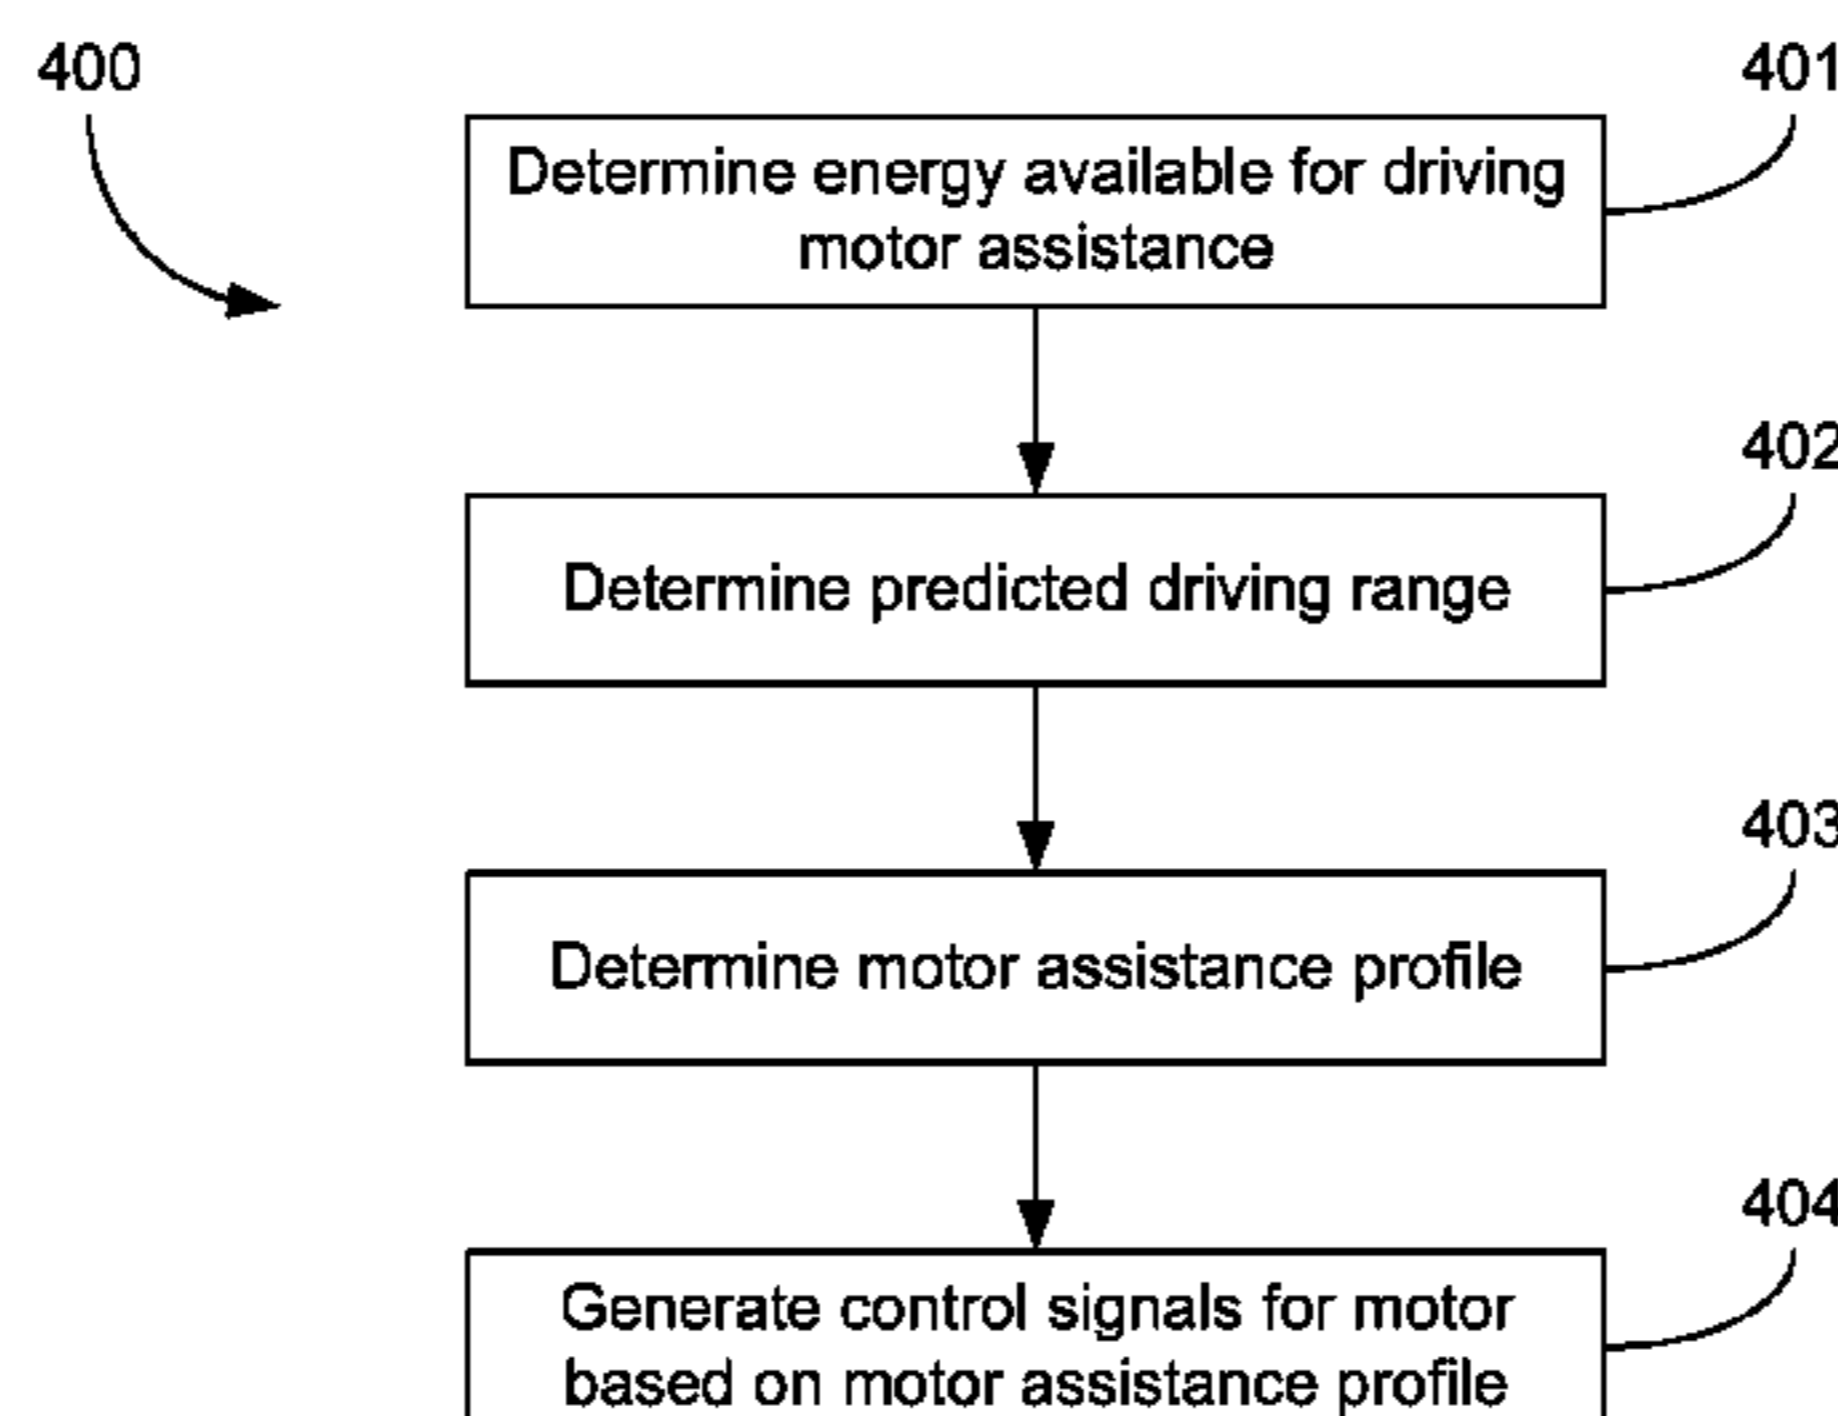 400
401
Determine energy available for driving
motor assistance
402
Determine predicted driving range
403
Determine motor assistance profile
404
Generate control signals for motor
based on motor assistance profile